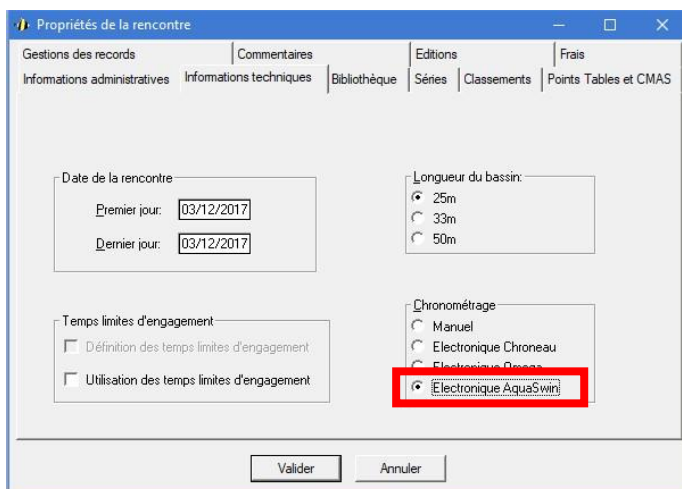 Propriétés de la rencontre
Gestions des records Commentaires Editions Frais
Informations administratives Informations techniques Bibliothèque Séries Classements Points Tables et CMAS
Date de la rencontre
Premier jour: 03/12/2017
Dernier jour: 03/12/2017
Longueur du bassin:
25m
33m
50m
Temps limites d'engagement
Définition des temps limites d'engagement
Utilisation des temps limites d'engagement
Chronométrage
Manuel
Electronique Chroneau
Electronique Omega
Electronique AquaSwin
Valider Annuler